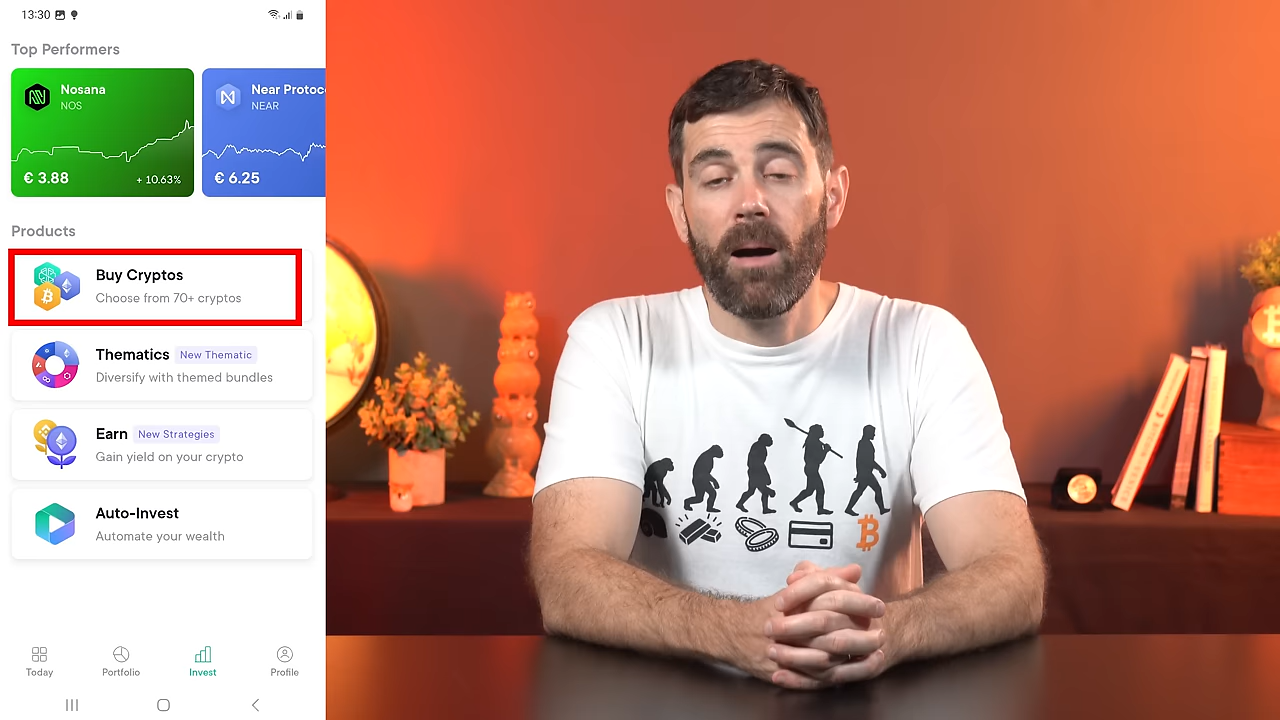 13:30
Top Performers
Nosana
NOS
€ 3.88
+ 10.63%
Near Protoc
NEAR
€ 6.25
Products
Buy Cryptos
Choose from 70+ cryptos
Thematics New Thematic
Diversify with themed bundles
Earn New Strategies
Gain yield on your crypto
Auto-Invest
Automate your wealth
Today
Portfolio
Invest
Profile